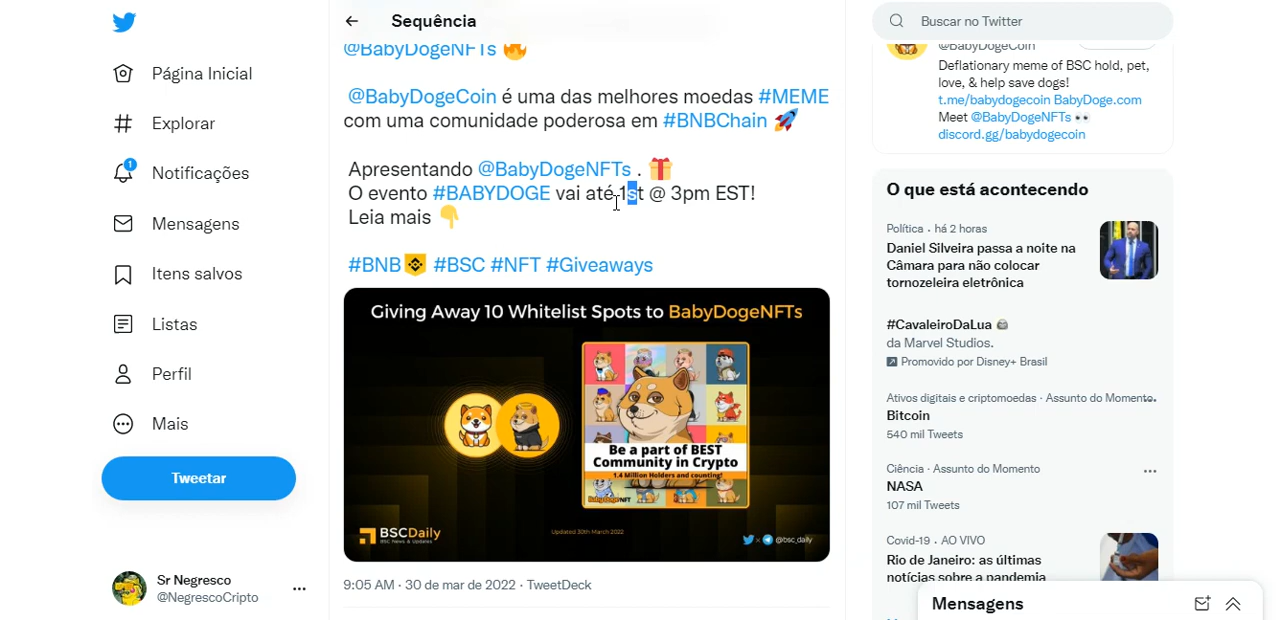 Página Inicial
Explorar
1
Notificações
Mensagens
Itens salvos
Listas
Perfil
Mais
Tweetar
Sr Negresco
@NegrescoCripto
Sequência
@BabyDogeNFTs
@BabyDogeCoin é uma das melhores moedas #MEME
com uma comunidade poderosa em #BNBChain
Apresentando @BabyDogeNFTs .
O evento #BABYDOGE vai até 1st @ 3pm EST!
Leia mais
#BNB #BSC #NFT #Giveaways
Giving Away 10 Whitelist Spots to BabyDogeNFTs
Be a part of BEST
Community in Crypto
1.4 Million Holders and counting!
BabyDogeNFT
BSCDaily
BSC News & Updates
Updated 30th March 2022
@bsc_daily
9:05 AM · 30 de mar de 2022 · TweetDeck
Buscar no Twitter
@BabyDogeCoin
Deflationary meme of BSC hold, pet,
love, & help save dogs!
t.me/babydogecoin BabyDoge.com
Meet @BabyDogeNFTs
discord.gg/babydogecoin
O que está acontecendo
Política · há 2 horas
Daniel Silveira passa a noite na
Câmara para não colocar
tornozeleira eletrônica
#CavaleiroDaLua
da Marvel Studios.
Promovido por Disney+ Brasil
Ativos digitais e criptomoedas · Assunto do Momento
Bitcoin
540 mil Tweets
Ciência · Assunto do Momento
NASA
107 mil Tweets
Covid-19 · AO VIVO
Rio de Janeiro: as últimas
notícias sobre a pandemia
Mensagens